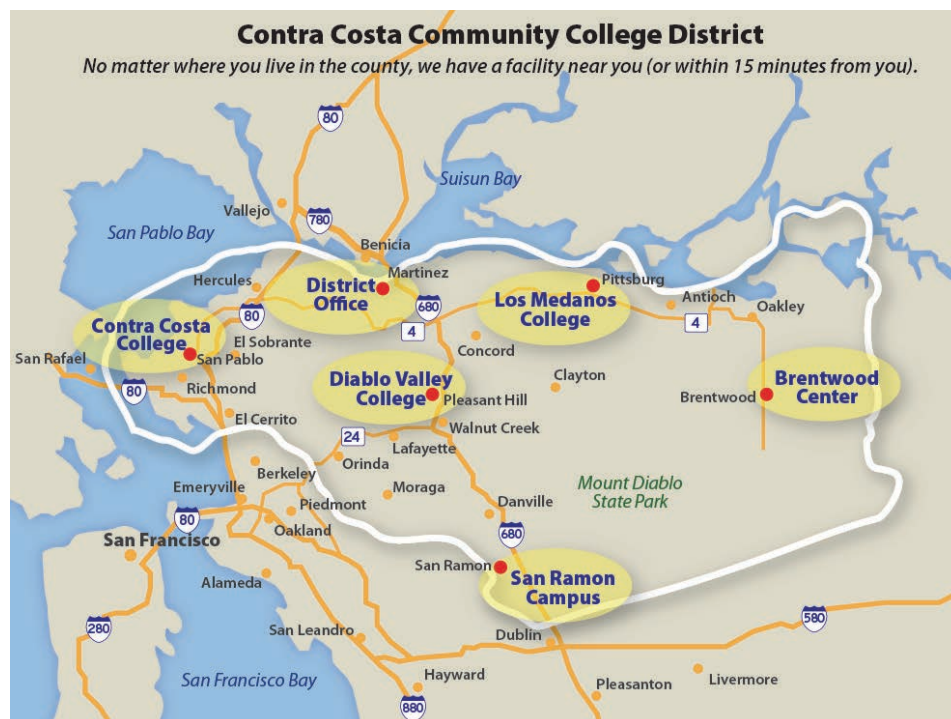 Contra Costa Community College District
No matter where you live in the county, we have a facility near you (or within 15 minutes from you).
80
Suisun Bay
Vallejo
780
San Pablo Bay
Benicia
Martinez
Hercules
District
Office
Pittsburg
680
Los Medanos
College
Antioch
Oakley
80
4
4
Contra Costa
College
El Sobrante
San Pablo
Concord
San Rafael
Richmond
80
Diablo Valley
College
Pleasant Hill
Clayton
Brentwood
Brentwood
Center
El Cerrito
Walnut Creek
24
Lafayette
Orinda
Berkeley
Moraga
Mount Diablo
State Park
Emeryville
Piedmont
Danville
80
Oakland
680
San Francisco
San Ramon
San Ramon
Campus
Alameda
280
San Leandro
Dublin
580
San Francisco Bay
Hayward
Livermore
Pleasanton
880